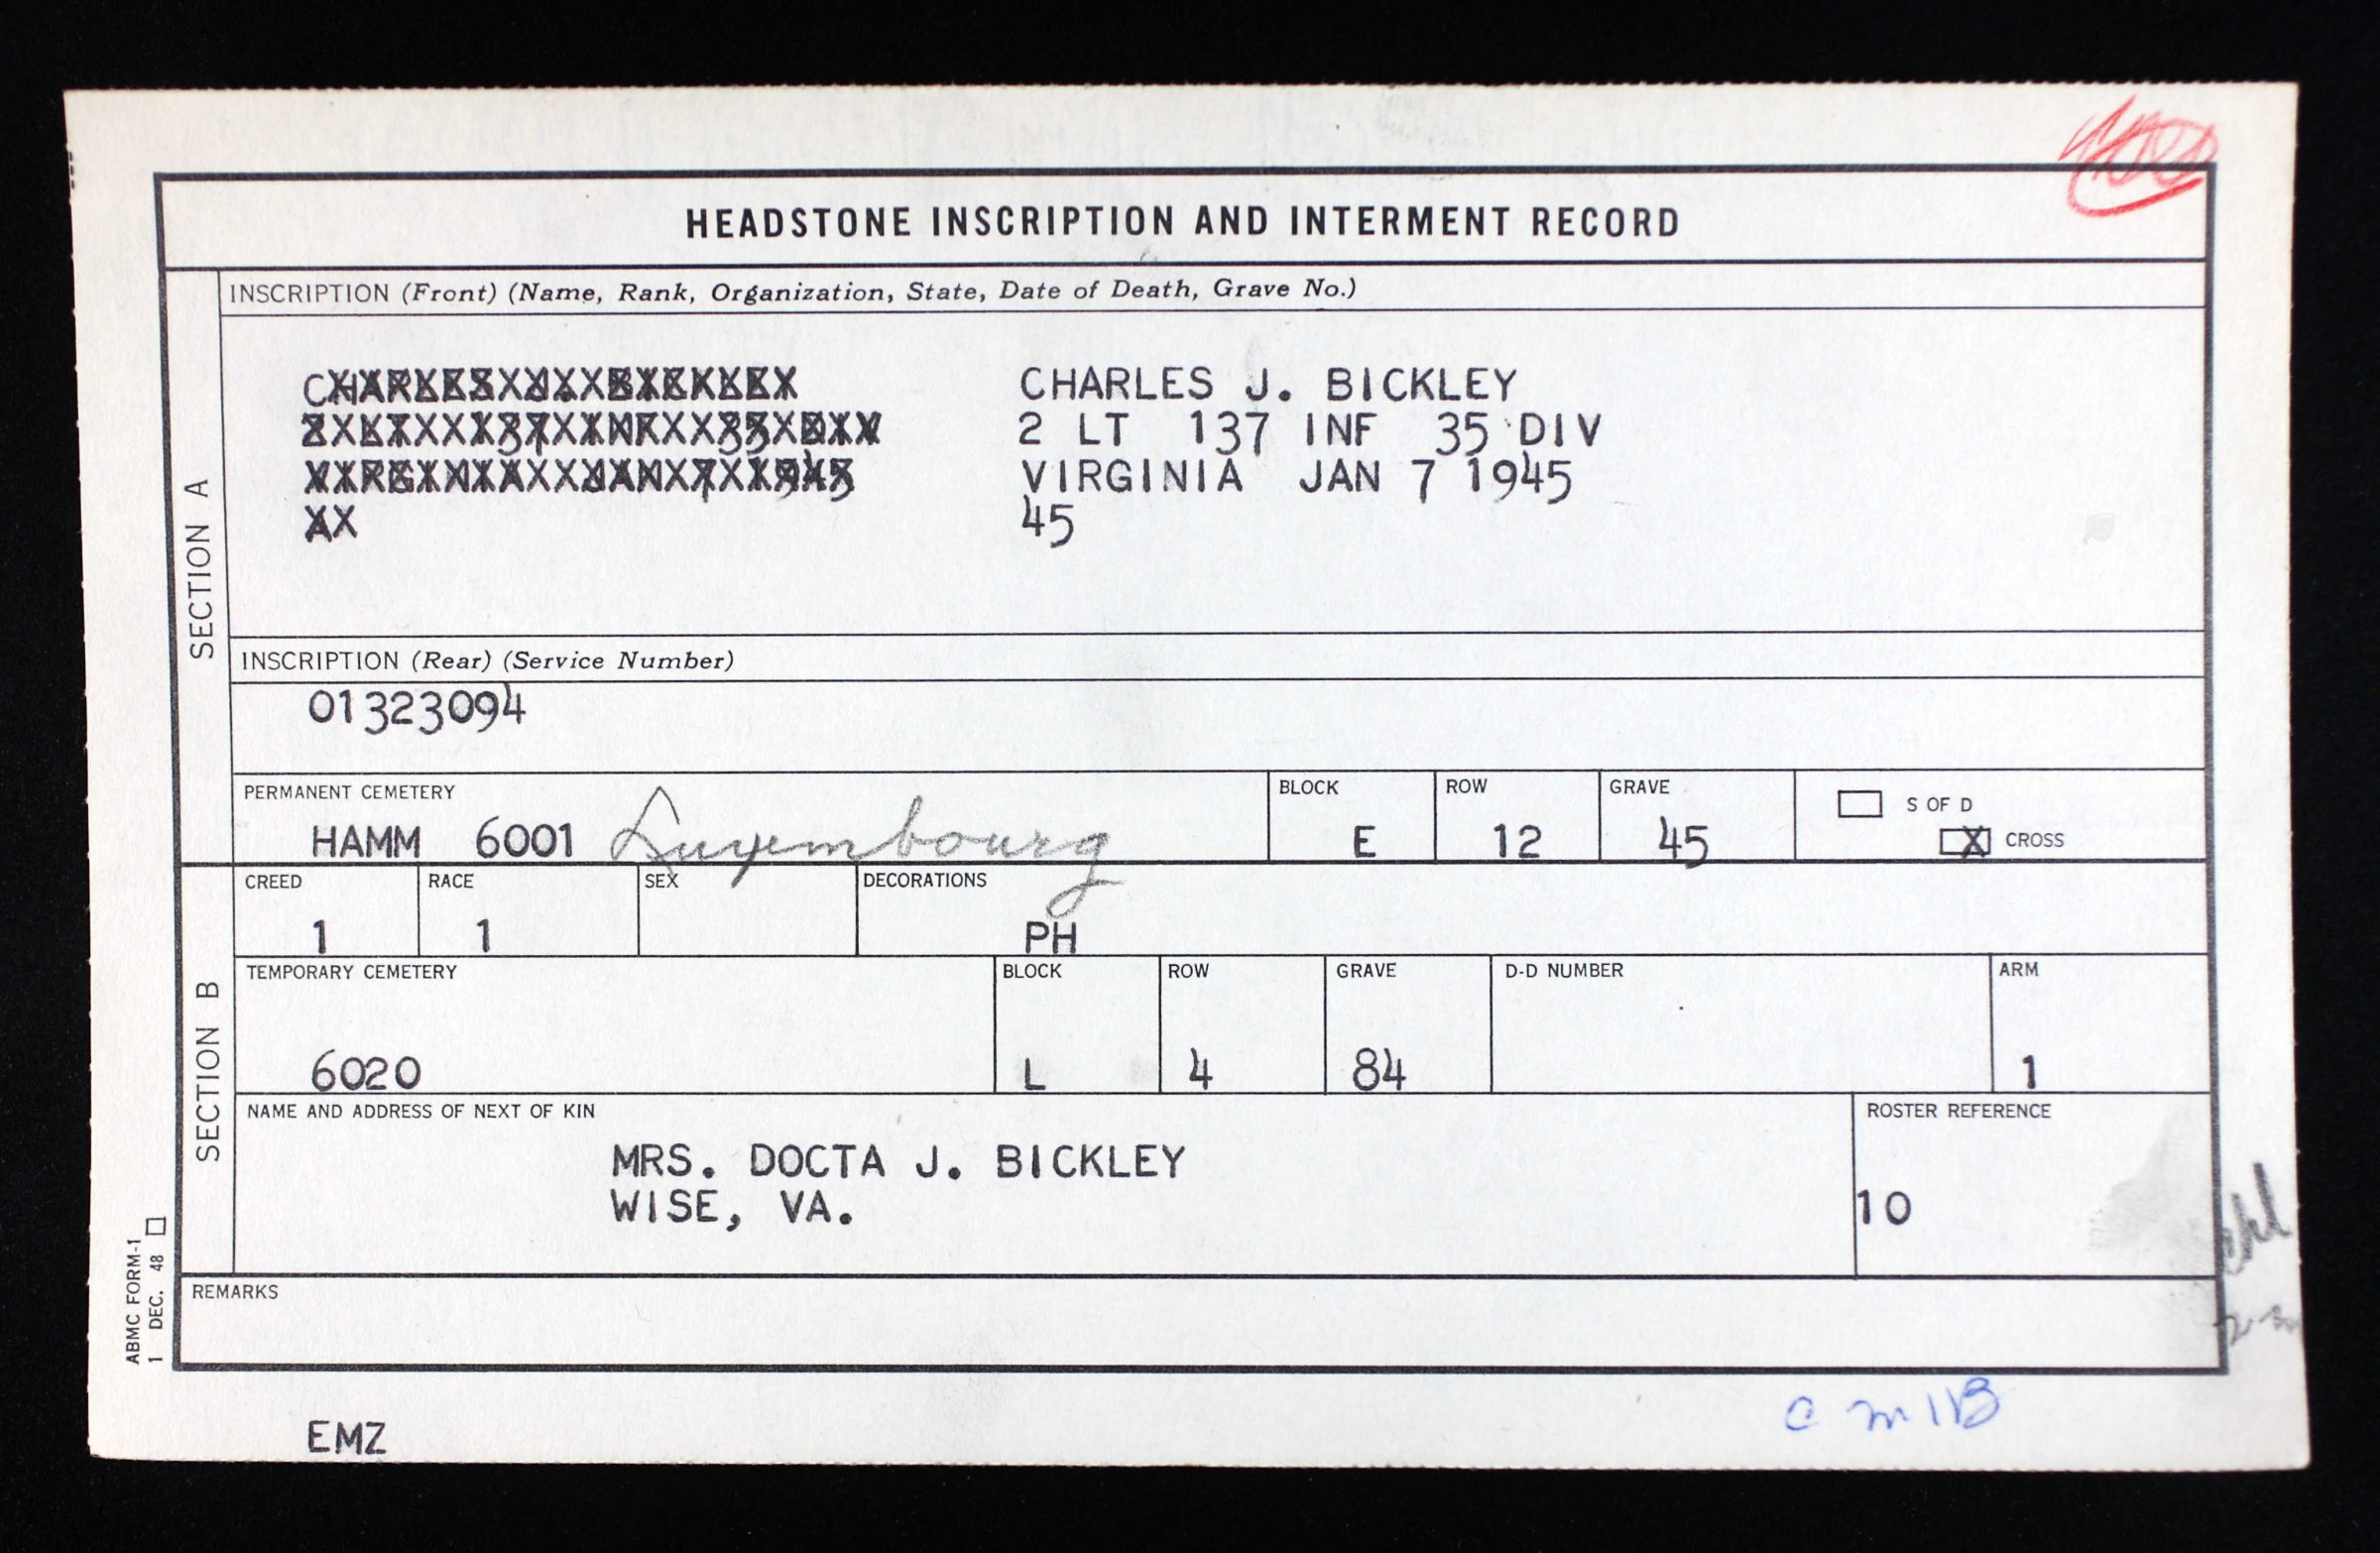 HEADSTONE INSCRIPTION AND INTERMENT RECORD
SECTION A
INSCRIPTION (Front) (Name, Rank, Organization, State, Date of Death, Grave No.)
CHARLES J. BICKLEY
2 LT 137 INF 35 DIV
VIRGINIA JAN 7 1945
45
INSCRIPTION (Rear) (Service Number)
01323094
PERMANENT CEMETERY BLOCK ROW GRAVE
HAMM 6001 Luxembourg E 12 45
S OF D
X CROSS
SECTION B
CREED RACE SEX DECORATIONS
1 1 PH
TEMPORARY CEMETERY BLOCK ROW GRAVE D-D NUMBER ARM
6020 L 4 84 1
NAME AND ADDRESS OF NEXT OF KIN ROSTER REFERENCE
MRS. DOCTA J. BICKLEY
WISE, VA.
10
REMARKS
ABMC FORM-1
1 DEC. 48
EMZ